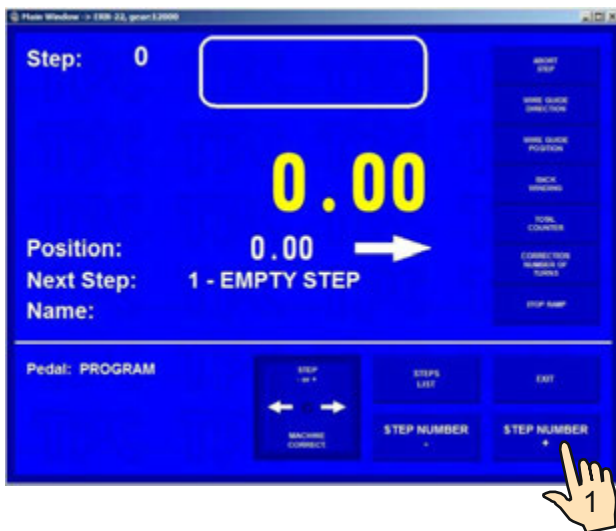 Main Window -> ERB-22, gear:12000
Step: 0
ABORT
STEP
WIRE GUIDE
DIRECTION
WIRE GUIDE
POSITION
0.00
BACK
WINDING
TOTAL
COUNTER
Position: 0.00
CORRECTION
NUMBER OF
TURNS
Next Step: 1 - EMPTY STEP
Name:
STOP RAMP
Pedal: PROGRAM
STEP
- or +
STEPS
LIST
EXIT
MACHINE
CORRECT.
STEP NUMBER
-
STEP NUMBER
+
1